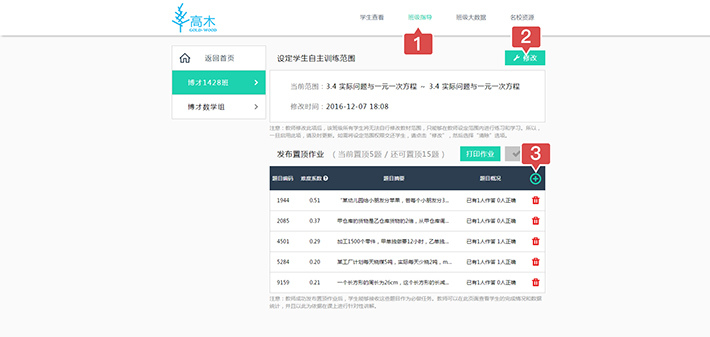 高木
GOLD WOOD
学生查看
班级指导
班级大数据
名校资源
1
2
返回首页
博才1428班
博才数学组
设定学生自主训练范围
修改
当前范围：3.4 实际问题与一元一次方程 ～ 3.4 实际问题与一元一次方程
修改时间：2016-12-07 18:08
发布置顶作业 （当前置顶5题 / 还可置顶15题）
打印作业
3
题目编码 难度系数 题目摘要 题目概况
1944 0.51 "某幼儿园给小朋友分苹果，若每个小朋友分3... 已有1人作答 0人正确
2085 0.37 甲仓库的货物是乙仓库货物的2倍，从甲仓库调... 已有1人作答 0人正确
4501 0.29 加工1500个零件，甲单独做要12小时，乙单独... 已有1人作答 1人正确
5284 0.20 某工厂计划每天烧煤5吨，实际每天少烧2吨，m... 已有1人作答 0人正确
9159 0.21 一个长方形的周长为26cm，这个长方形的长减... 已有1人作答 0人正确